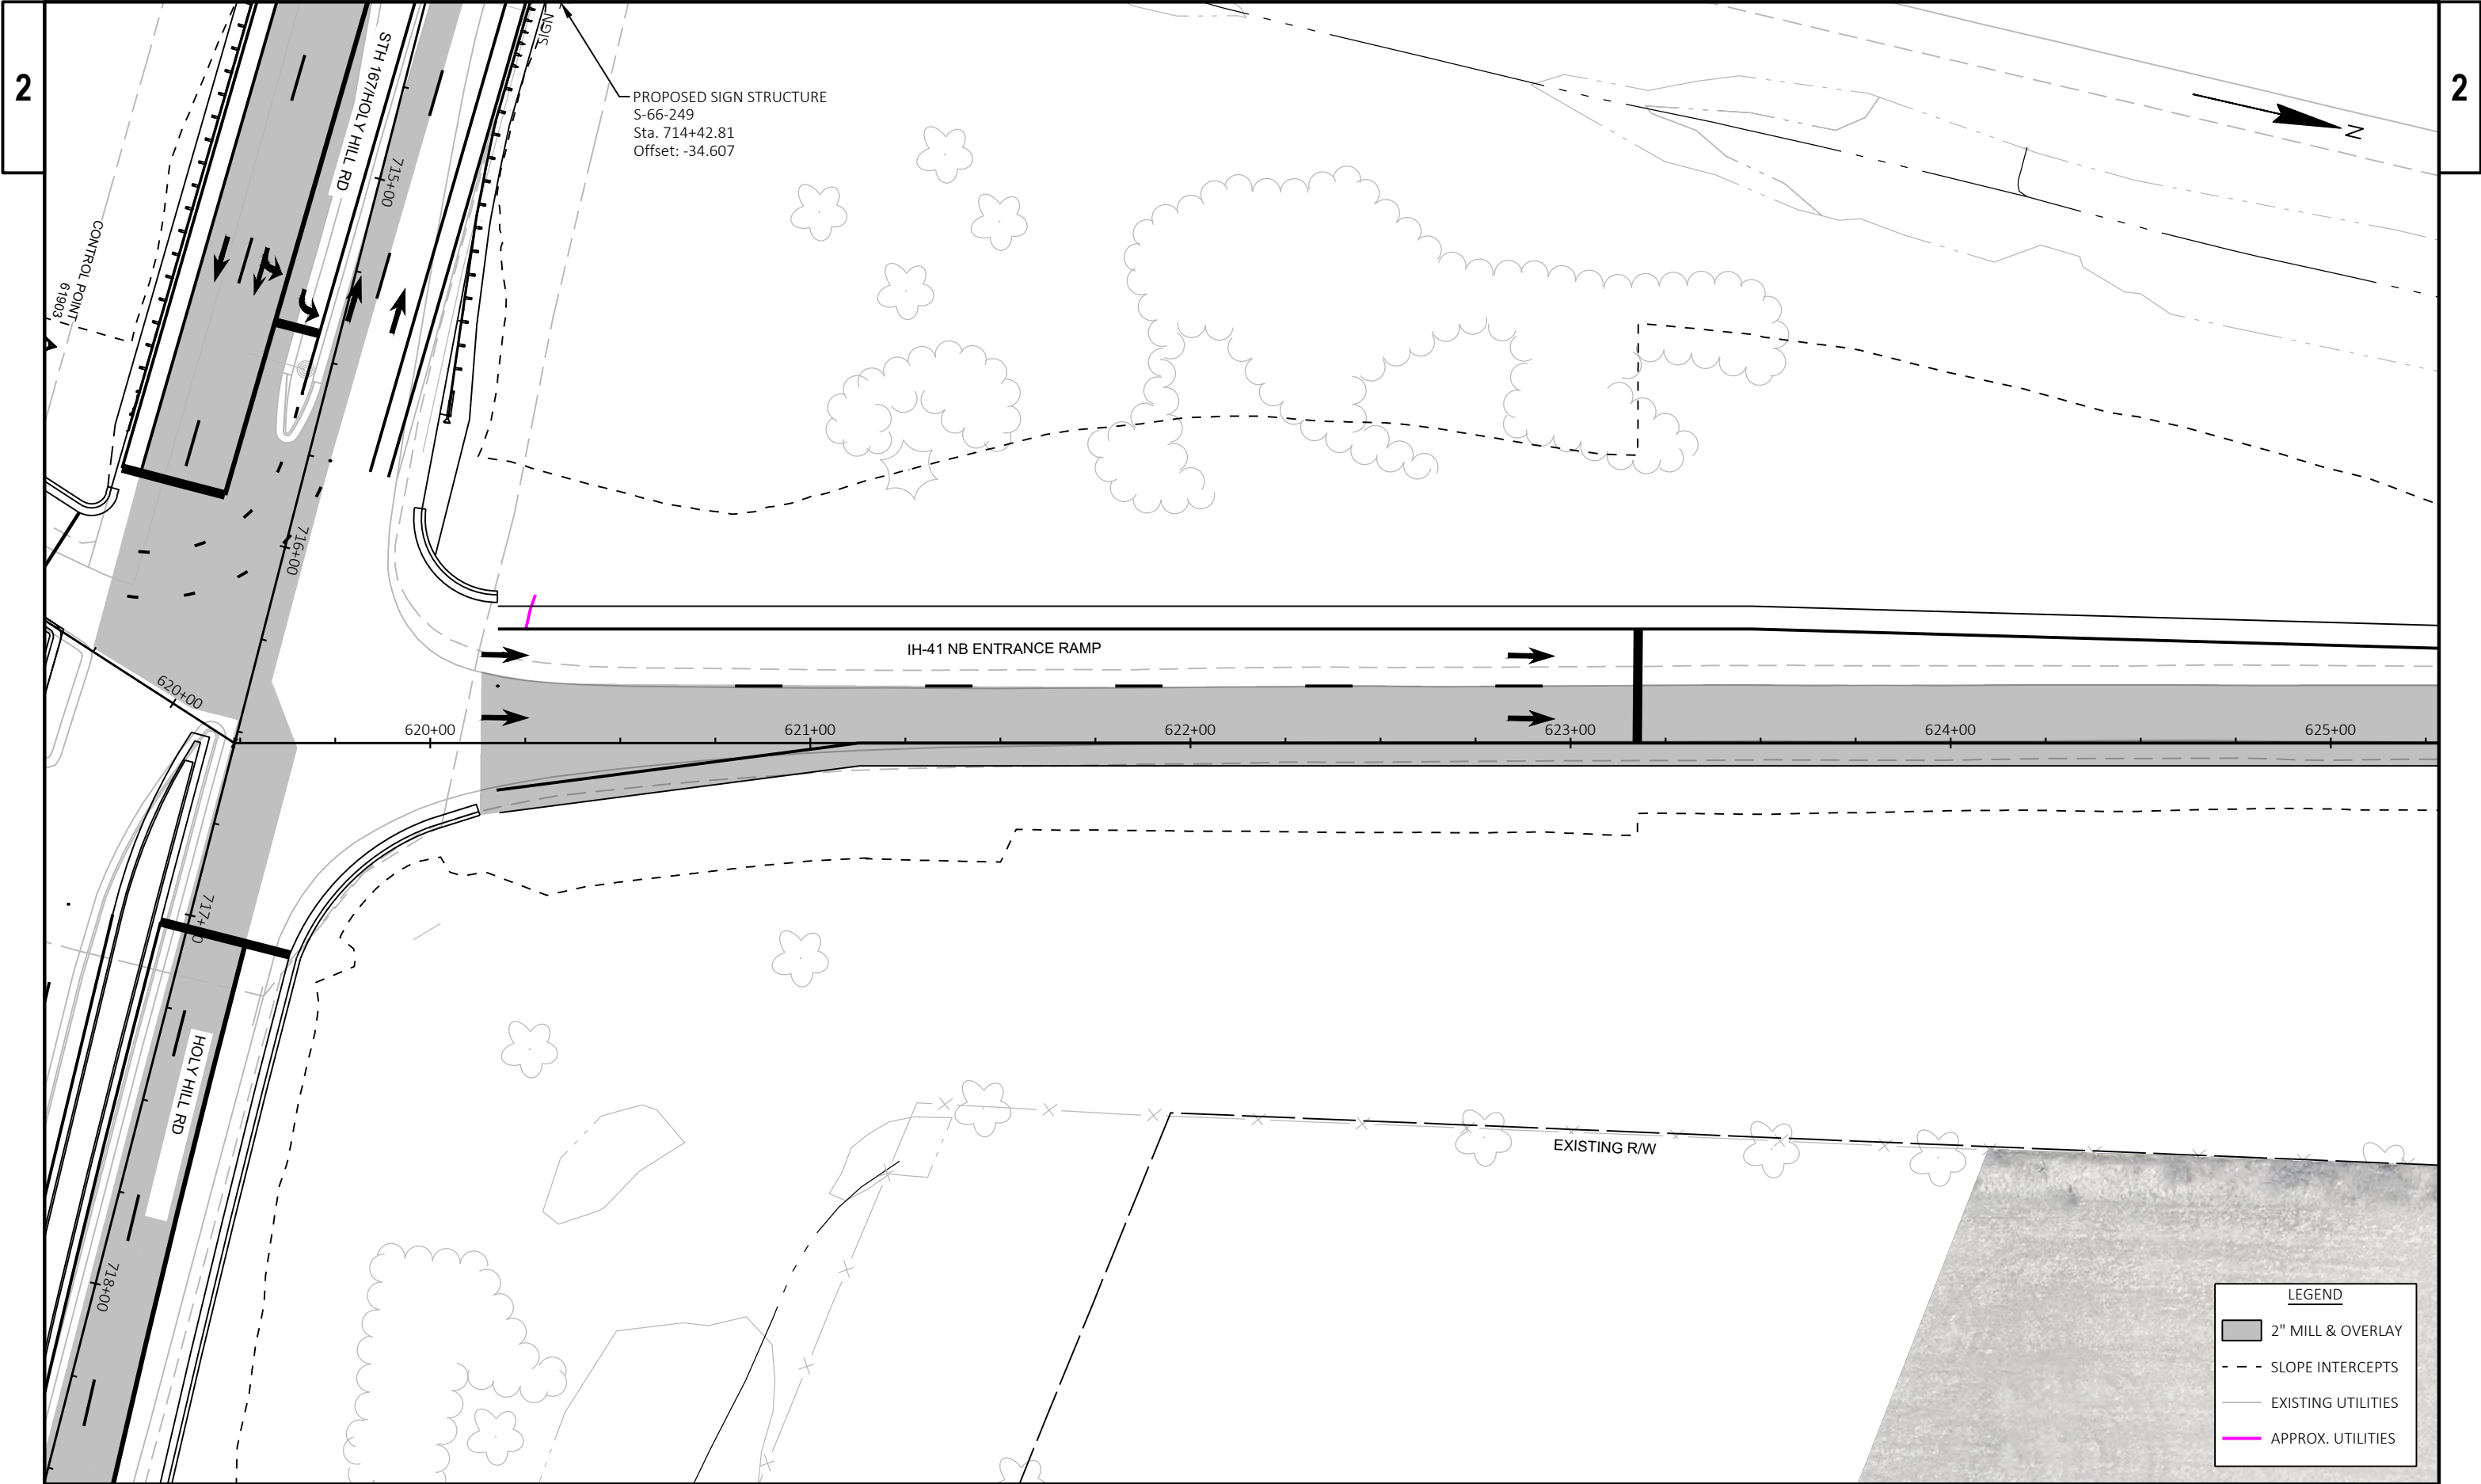 2
2
STH 167/HOLY HILL RD
SIGN
PROPOSED SIGN STRUCTURE
S-66-249
Sta. 714+42.81
Offset: -34.607
N
715+00
CONTROL POINT
61903
716+00
IH-41 NB ENTRANCE RAMP
620+00
620+00
621+00
622+00
623+00
624+00
625+00
717+00
HOLY HILL RD
EXISTING R/W
718+00
LEGEND
2" MILL & OVERLAY
SLOPE INTERCEPTS
EXISTING UTILITIES
APPROX. UTILITIES